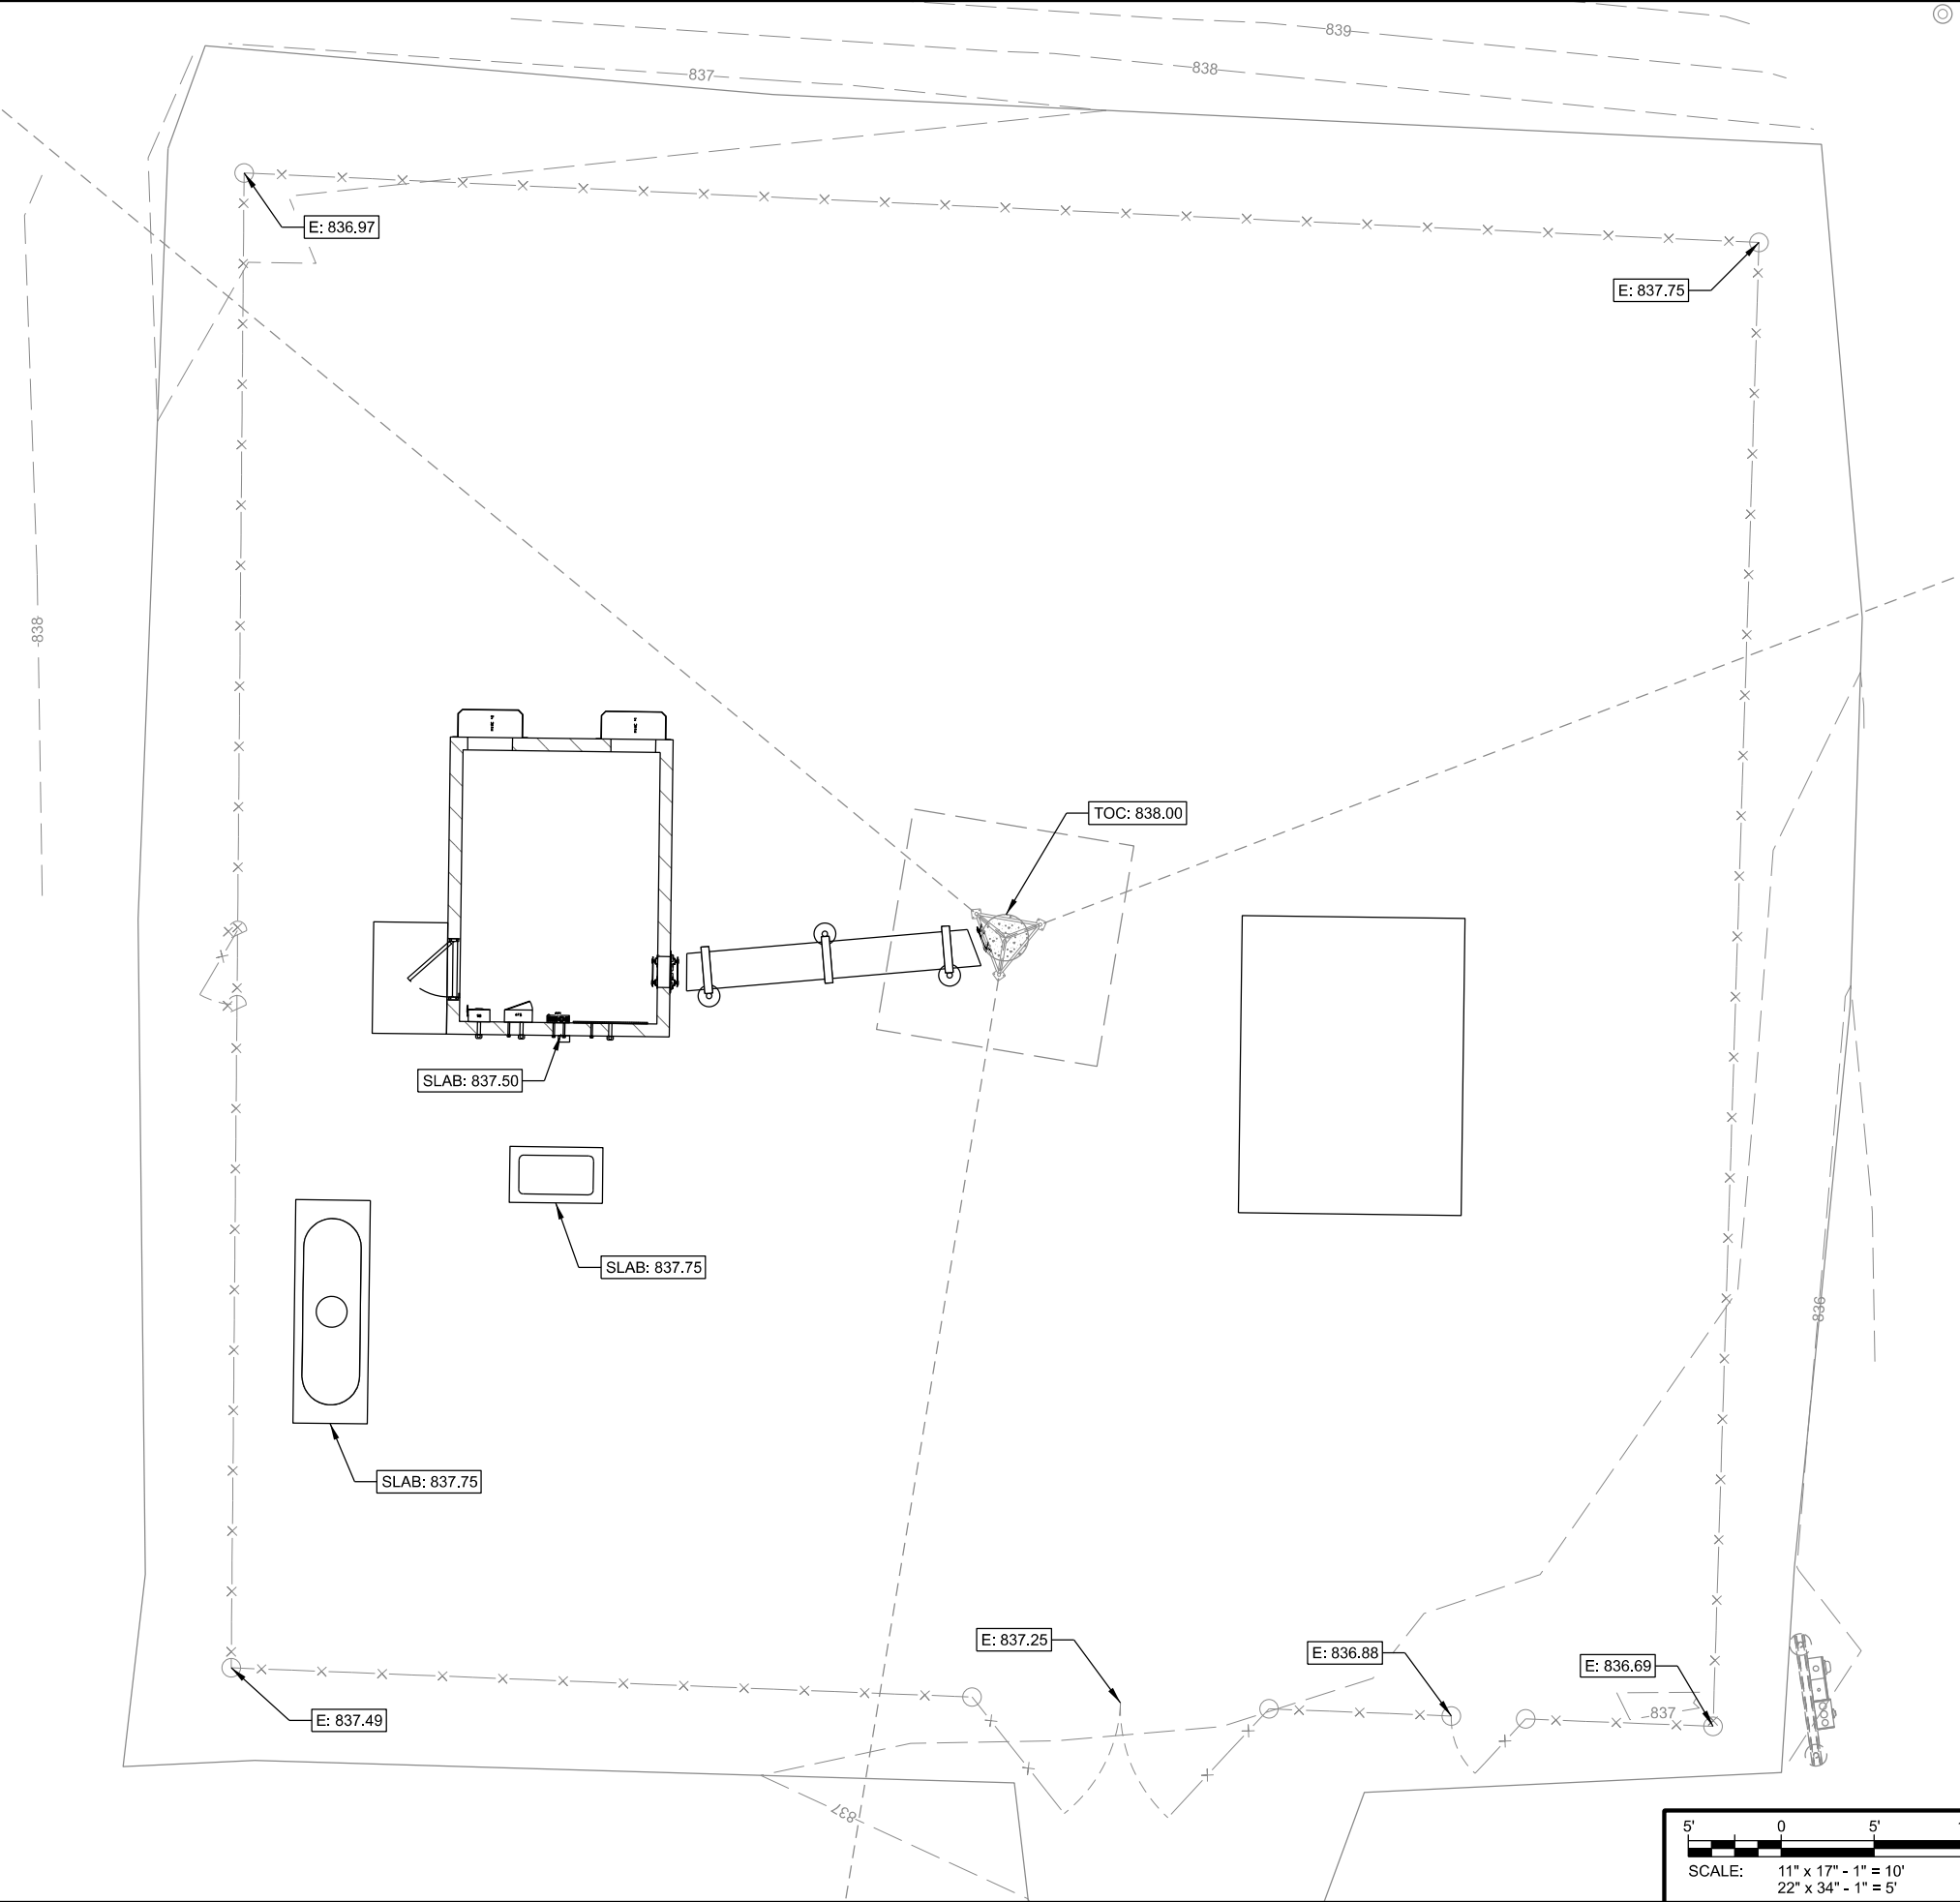 839
838
837
E: 836.97
E: 837.75
838
TOC: 838.00
SLAB: 837.50
SLAB: 837.75
836
SLAB: 837.75
E: 837.25
E: 836.88
E: 836.69
837
E: 837.49
837
5' 0 5'
SCALE: 11" x 17" - 1" = 10'
22" x 34" - 1" = 5'